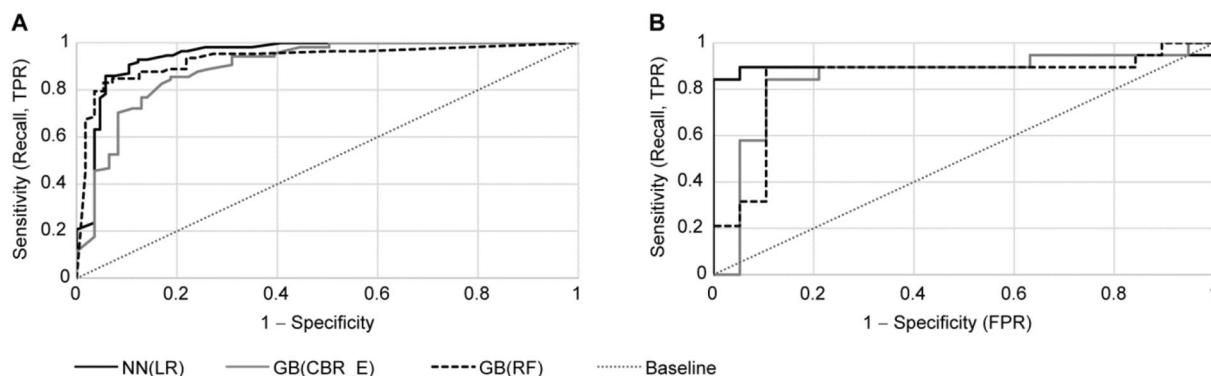 A
Sensitivity (Recall, TPR)
1
0.8
0.6
0.4
0.2
0
0
0.2
0.4
0.6
0.8
1
1 – Specificity
B
Sensitivity (Recall, TPR)
1
0.8
0.6
0.4
0.2
0
0
0.2
0.4
0.6
0.8
1
1 – Specificity (FPR)
NN(LR)
GB(CBR_E)
GB(RF)
Baseline